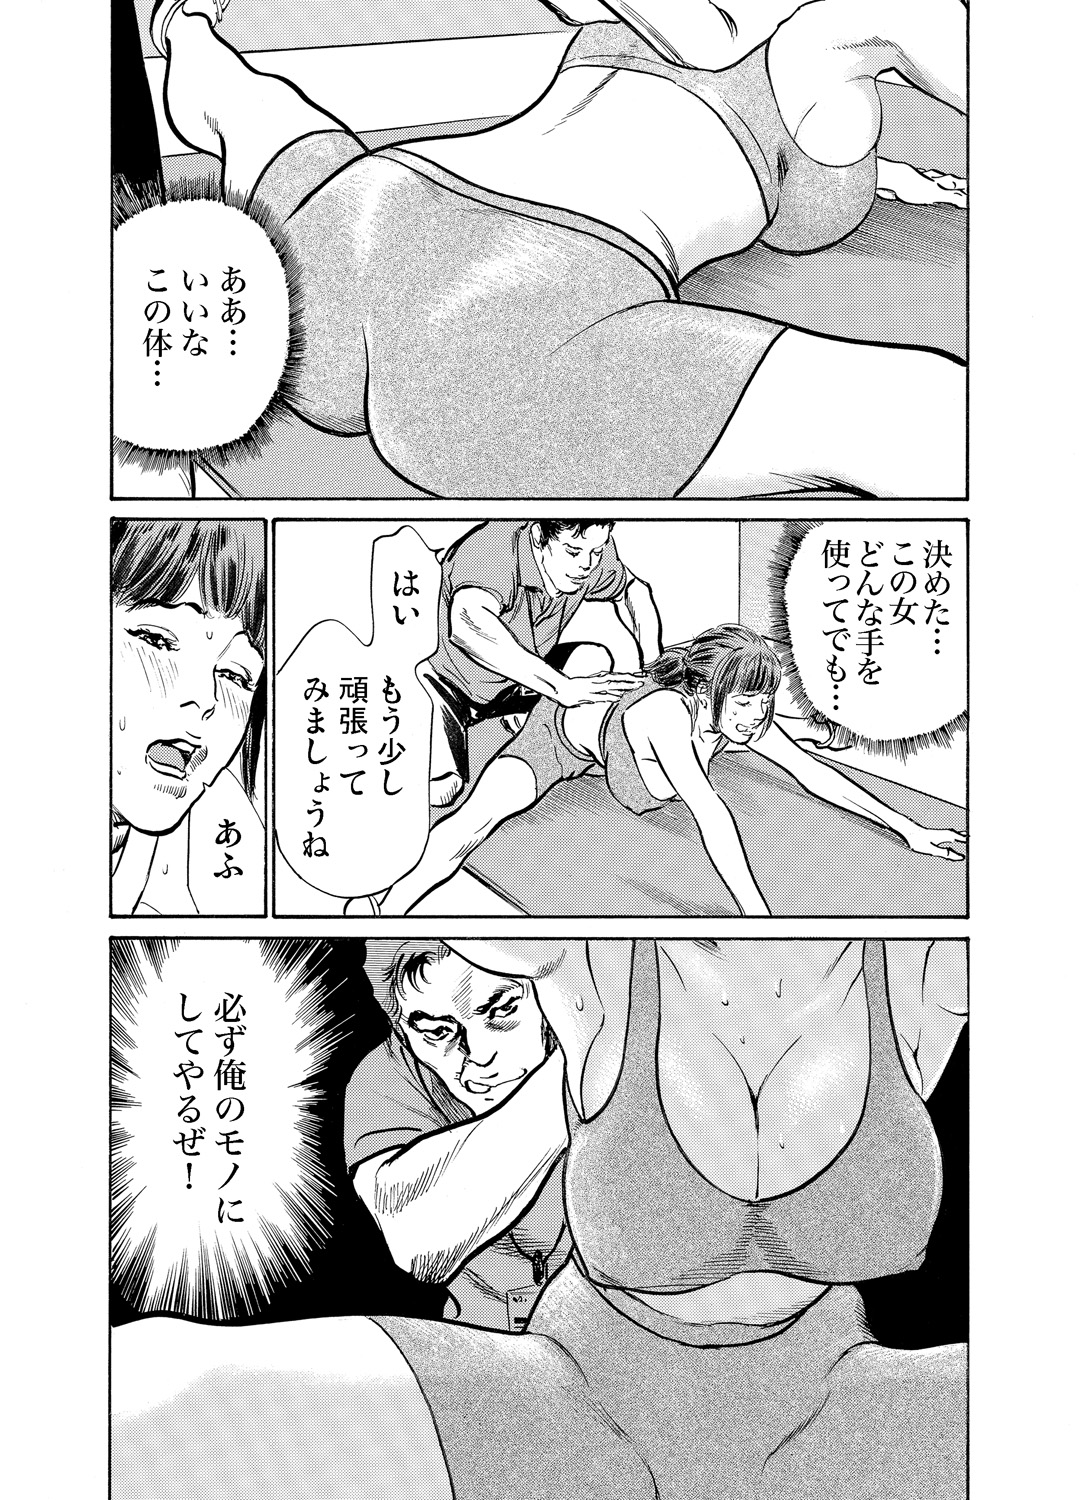 ああ…
いいな
この体…
決めた…
この女
どんな手を
使ってでも…
はい
もう少し
頑張って
みましょうね
あふ
必ず俺のモノに
してやるぜ！